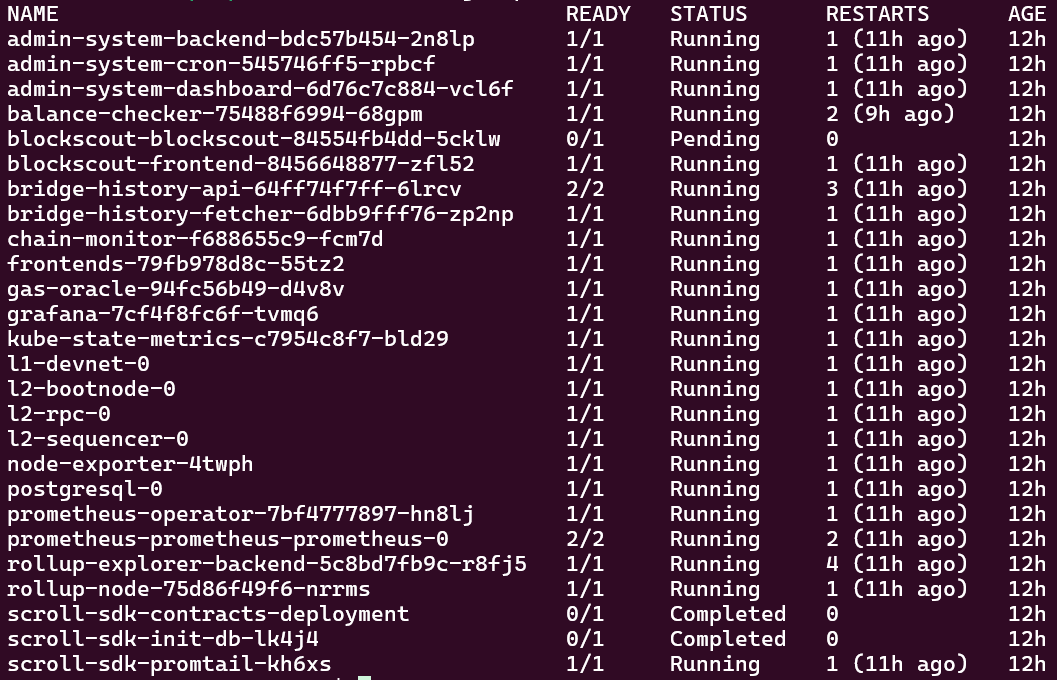 NAME READY STATUS RESTARTS AGE
admin-system-backend-bdc57b454-2n8lp 1/1 Running 1 (11h ago) 12h
admin-system-cron-545746ff5-rpbcf 1/1 Running 1 (11h ago) 12h
admin-system-dashboard-6d76c7c884-vcl6f 1/1 Running 1 (11h ago) 12h
balance-checker-75488f6994-68gpm 1/1 Running 2 (9h ago) 12h
blockscout-blockscout-84554fb4dd-5cklw 0/1 Pending 0 12h
blockscout-frontend-8456648877-zfl52 1/1 Running 1 (11h ago) 12h
bridge-history-api-64ff74f7ff-6lrcv 2/2 Running 3 (11h ago) 12h
bridge-history-fetcher-6dbb9fff76-zp2np 1/1 Running 1 (11h ago) 12h
chain-monitor-f688655c9-fcm7d 1/1 Running 1 (11h ago) 12h
frontends-79fb978d8c-55tz2 1/1 Running 1 (11h ago) 12h
gas-oracle-94fc56b49-d4v8v 1/1 Running 1 (11h ago) 12h
grafana-7cf4f8fc6f-tvmq6 1/1 Running 1 (11h ago) 12h
kube-state-metrics-c7954c8f7-bld29 1/1 Running 1 (11h ago) 12h
l1-devnet-0 1/1 Running 1 (11h ago) 12h
l2-bootnode-0 1/1 Running 1 (11h ago) 12h
l2-rpc-0 1/1 Running 1 (11h ago) 12h
l2-sequencer-0 1/1 Running 1 (11h ago) 12h
node-exporter-4twph 1/1 Running 1 (11h ago) 12h
postgresql-0 1/1 Running 1 (11h ago) 12h
prometheus-operator-7bf4777897-hn8lj 1/1 Running 1 (11h ago) 12h
prometheus-prometheus-prometheus-0 2/2 Running 2 (11h ago) 12h
rollup-explorer-backend-5c8bd7fb9c-r8fj5 1/1 Running 4 (11h ago) 12h
rollup-node-75d86f49f6-nrrms 1/1 Running 1 (11h ago) 12h
scroll-sdk-contracts-deployment 0/1 Completed 0 12h
scroll-sdk-init-db-lk4j4 0/1 Completed 0 12h
scroll-sdk-promtail-kh6xs 1/1 Running 1 (11h ago) 12h